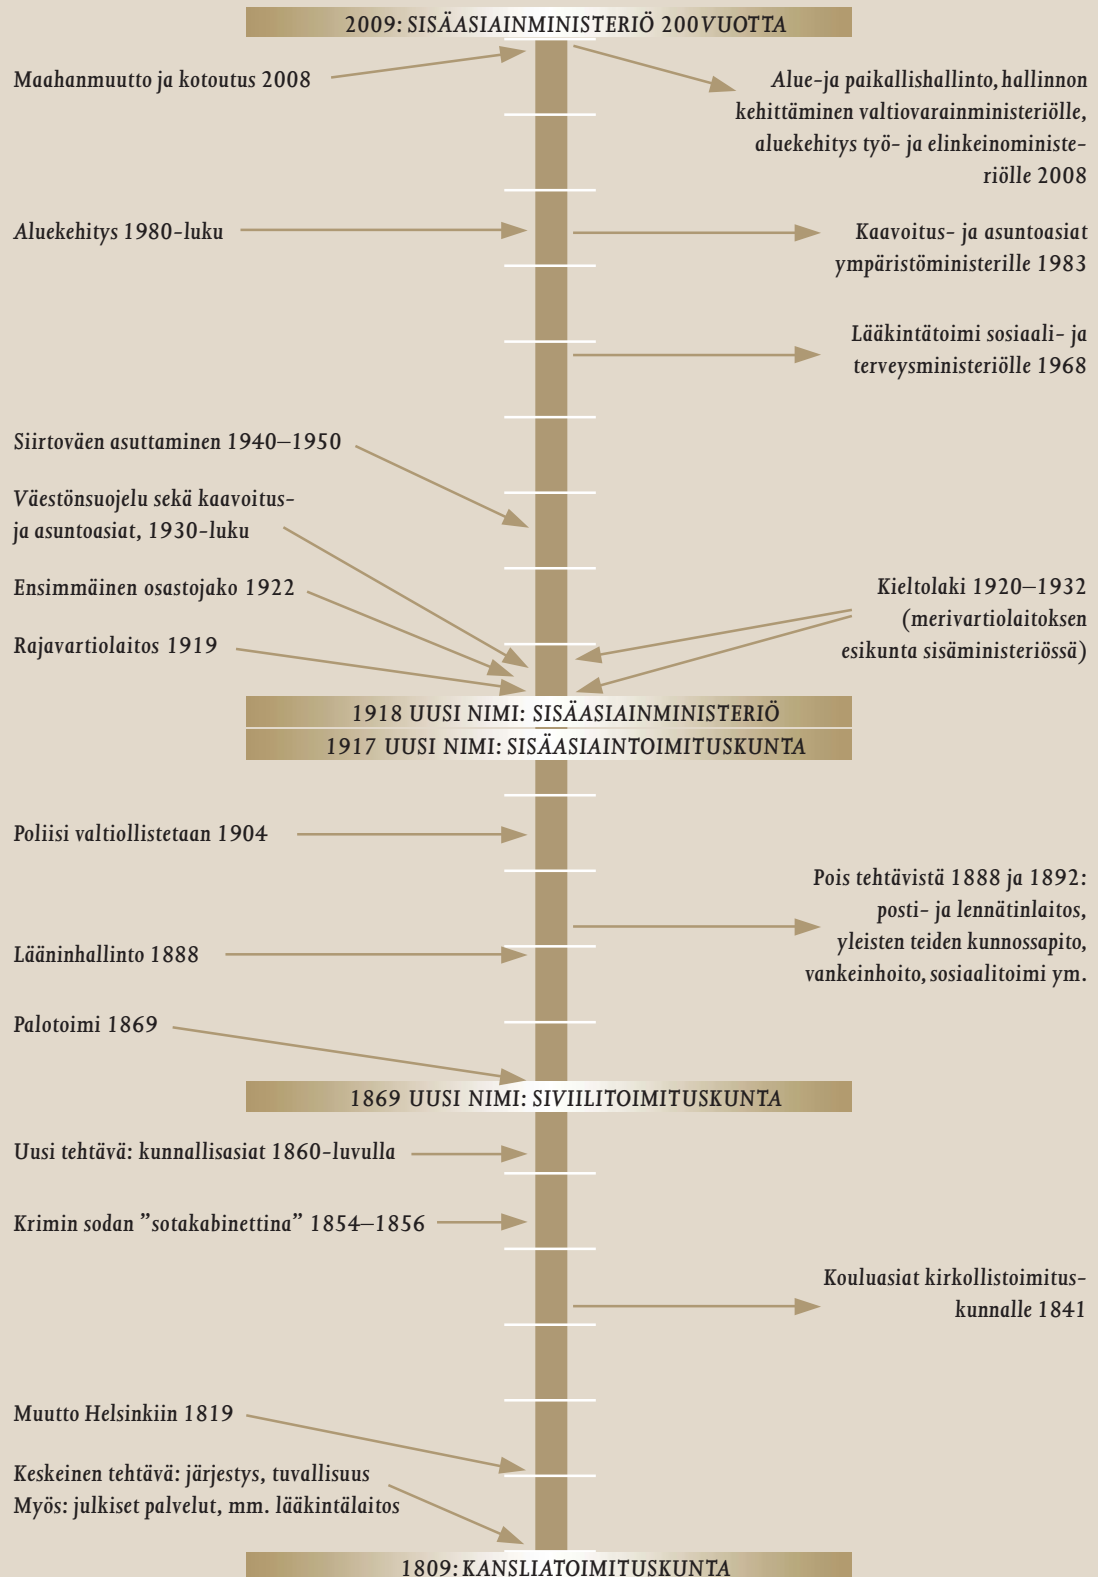 2009: SISÄASIAINMINISTERIÖ 200VUOTTA
Maahanmuutto ja kotoutus 2008
Alue-ja paikallishallinto, hallinnon
kehittäminen valtiovarainministeriölle,
aluekehitys työ- ja elinkeinoministe-
riölle 2008
Aluekehitys 1980-luku
Kaavoitus- ja asuntoasiat
ympäristöministerille 1983
Lääkintätoimi sosiaali- ja
terveysministeriölle 1968
Siirtoväen asuttaminen 1940–1950
Väestönsuojelu sekä kaavoitus-
ja asuntoasiat, 1930-luku
Ensimmäinen osastojako 1922
Kieltolaki 1920–1932
(merivartiolaitoksen
esikunta sisäministeriössä)
Rajavartiolaitos 1919
1918 UUSI NIMI: SISÄASIAINMINISTERIÖ
1917 UUSI NIMI: SISÄASIAINTOIMITUSKUNTA
Poliisi valtiollistetaan 1904
Pois tehtävistä 1888 ja 1892:
posti- ja lennätinlaitos,
yleisten teiden kunnossapito,
vankeinhoito, sosiaalitoimi ym.
Lääninhallinto 1888
Palotoimi 1869
1869 UUSI NIMI: SIVIILITOIMITUSKUNTA
Uusi tehtävä: kunnallisasiat 1860-luvulla
Krimin sodan ”sotakabinettina” 1854–1856
Kouluasiat kirkollistoimitus-
kunnalle 1841
Muutto Helsinkiin 1819
Keskeinen tehtävä: järjestys, tuvallisuus
Myös: julkiset palvelut, mm. lääkintälaitos
1809: KANSLIATOIMITUSKUNTA